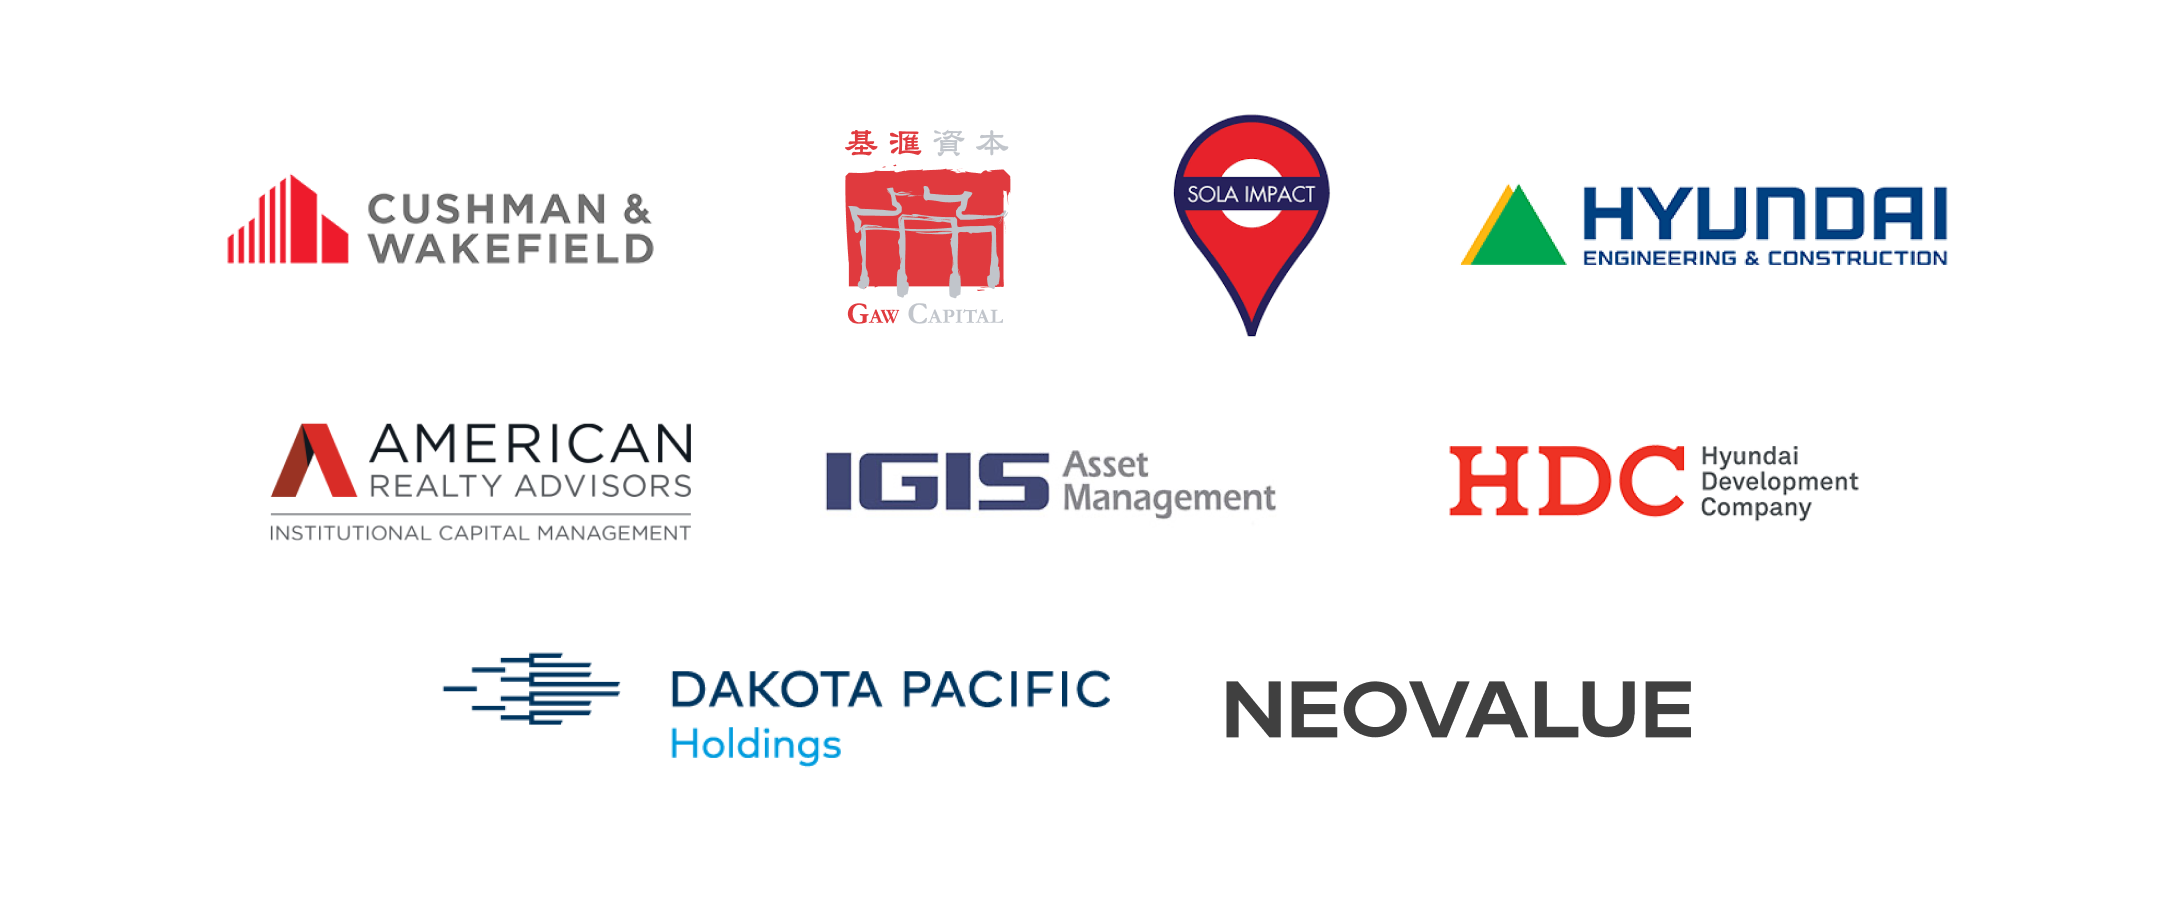 CUSHMAN &
WAKEFIELD
基滙資本
GAW CAPITAL
SOLA IMPACT
HYUNDAI
ENGINEERING & CONSTRUCTION
AMERICAN
REALTY ADVISORS
INSTITUTIONAL CAPITAL MANAGEMENT
IGIS Asset
Management
HDC Hyundai
Development
Company
DAKOTA PACIFIC
Holdings
NEOVALUE